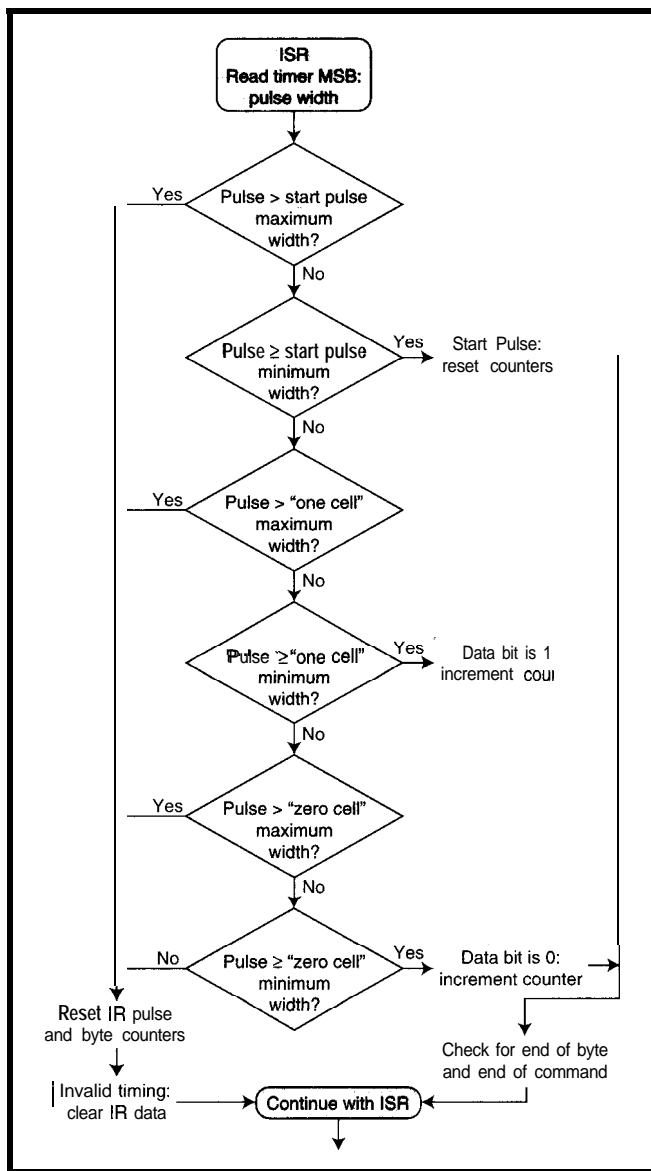 ISR
Read timer MSB:
pulse width
Yes
Pulse > start pulse
maximum
width?
No
Pulse ≥ start pulse
minimum
width?
Yes
Start Pulse:
reset counters
No
Yes
Pulse > “one cell”
maximum
width?
No
Pulse ≥ “one cell”
minimum
width?
Yes
Data bit is 1
increment
No
Yes
Pulse > “zero cell”
maximum
width?
No
No
Pulse ≥ “zero cell”
minimum
width?
Yes
Data bit is 0:
increment counter
Reset IR pulse
and byte counters
Check for end of byte
and end of command
Invalid timing:
clear IR data
Continue with ISR